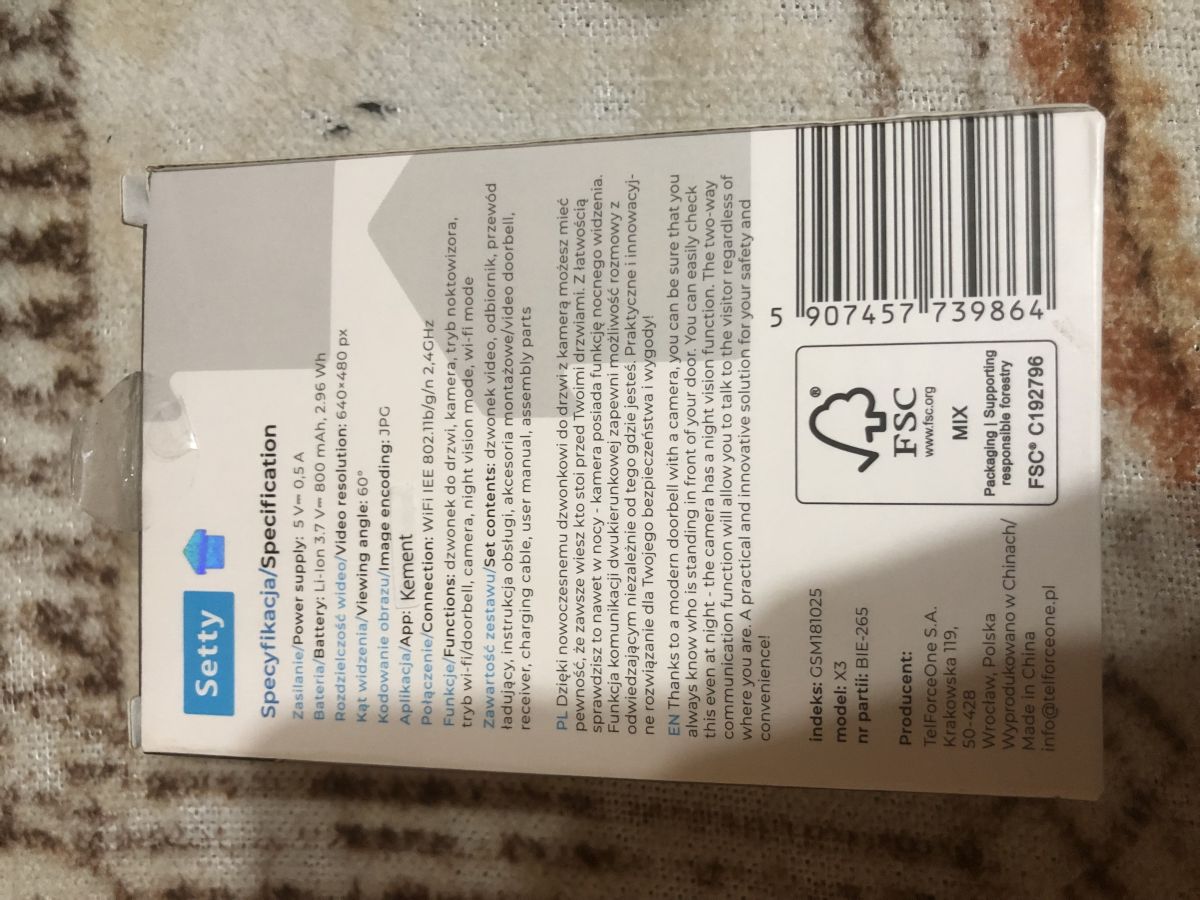 Setty
Specyfikacja/Specification
Zasilanie/Power supply: 5 V⎓ 0,5 A
Bateria/Battery: Li-Ion 3.7 V⎓ 800 mAh, 2.96 Wh
Rozdzielczość wideo/Video resolution: 640×480 px
Kąt widzenia/Viewing angle: 60°
Kodowanie obrazu/Image encoding: JPG
Aplikacja/App: Kement
Połączenie/Connection: WiFi IEE 802.11b/g/n 2,4GHz
Funkcje/Functions: dzwonek do drzwi, kamera, tryb noktowizora,
tryb wi-fi/doorbell, camera, night vision mode, wi-fi mode
Zawartość zestawu/Set contents: dzwonek video, odbiornik, przewód
ładujący, instrukcja obsługi, akcesoria montażowe/video doorbell,
receiver, charging cable, user manual, assembly parts
PL Dzięki nowoczesnemu dzwonkowi do drzwi z kamerą możesz mieć
pewność, że zawsze wiesz kto stoi przed Twoimi drzwiami. Z łatwością
sprawdzisz to nawet w nocy - kamera posiada funkcję nocnego widzenia.
Funkcja komunikacji dwukierunkowej zapewni możliwość rozmowy z
odwiedzającym niezależnie od tego gdzie jesteś. Praktyczne i innowacyj-
ne rozwiązanie dla Twojego bezpieczeństwa i wygody!
EN Thanks to a modern doorbell with a camera, you can be sure that you
always know who is standing in front of your door. You can easily check
this even at night - the camera has a night vision function. The two-way
communication function will allow you to talk to the visitor regardless of
where you are. A practical and innovative solution for your safety and
convenience!
indeks: GSM181025
model: X3
nr partii: BIE-265
Producent:
TelForceOne S.A.
Krakowska 119,
50-428
Wrocław, Polska
Wyprodukowano w Chinach/
Made in China
info@telforceone.pl
®
FSC
www.fsc.org
MIX
Packaging | Supporting
responsible forestry
FSC® C192796
5 907457 739864